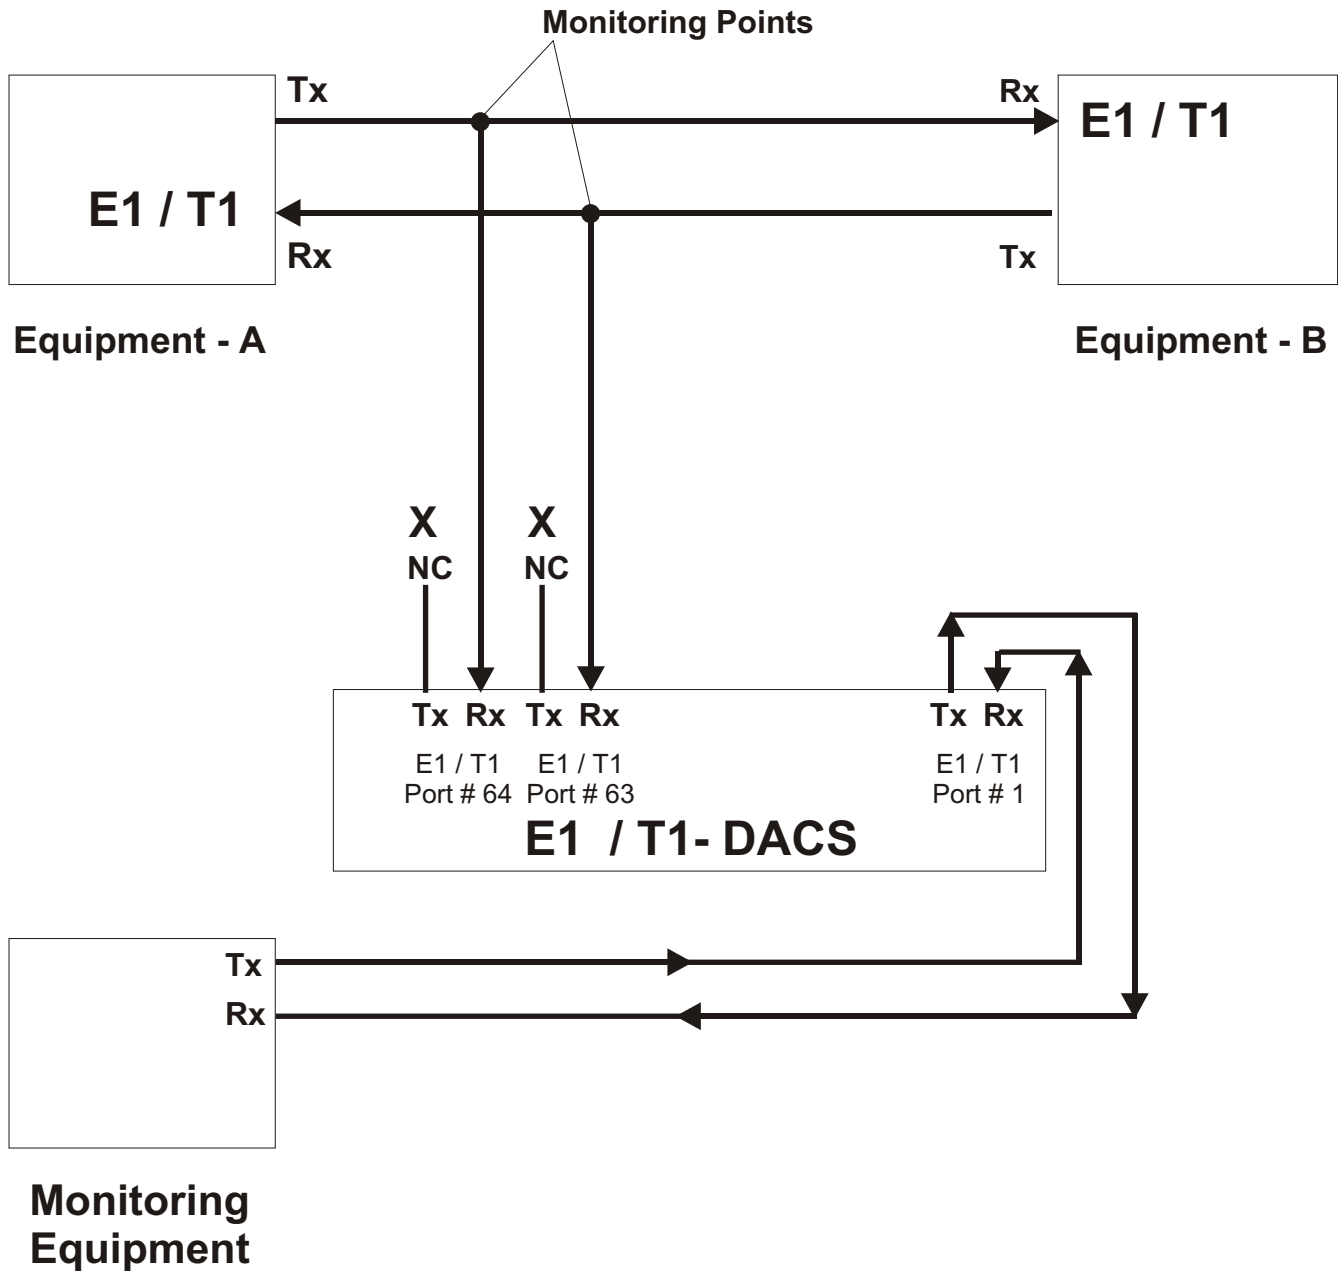 Monitoring Points
Tx
Rx
E1 / T1
E1 / T1
Rx
Tx
Equipment - A
Equipment - B
X
X
NC
NC
Tx Rx Tx Rx
Tx Rx
E1 / T1
E1 / T1
E1 / T1
Port # 64
Port # 63
Port # 1
E1 / T1- DACS
Tx
Rx
Monitoring
Equipment